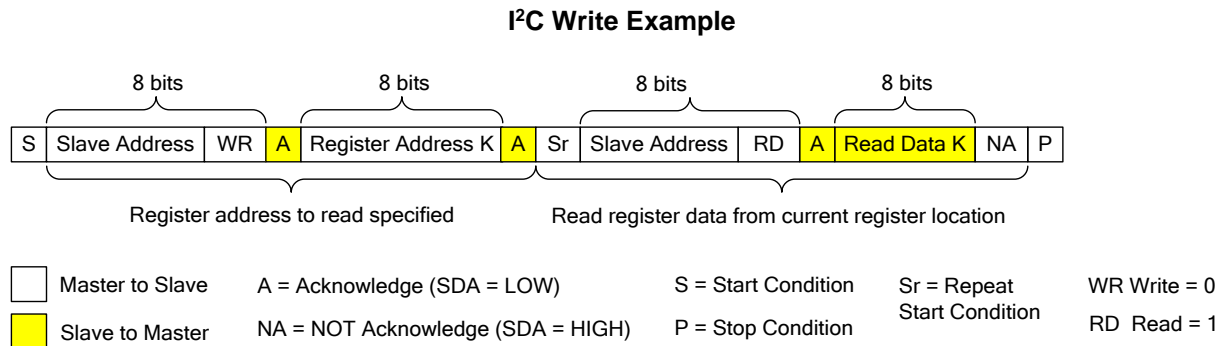 I²C Write Example
8 bits 8 bits 8 bits 8 bits
S Slave Address WR A Register Address K A Sr Slave Address RD A Read Data K NA P
Register address to read specified Read register data from current register location
Master to Slave A = Acknowledge (SDA = LOW) S = Start Condition Sr = Repeat Start Condition WR Write = 0
Slave to Master NA = NOT Acknowledge (SDA = HIGH) P = Stop Condition RD Read = 1